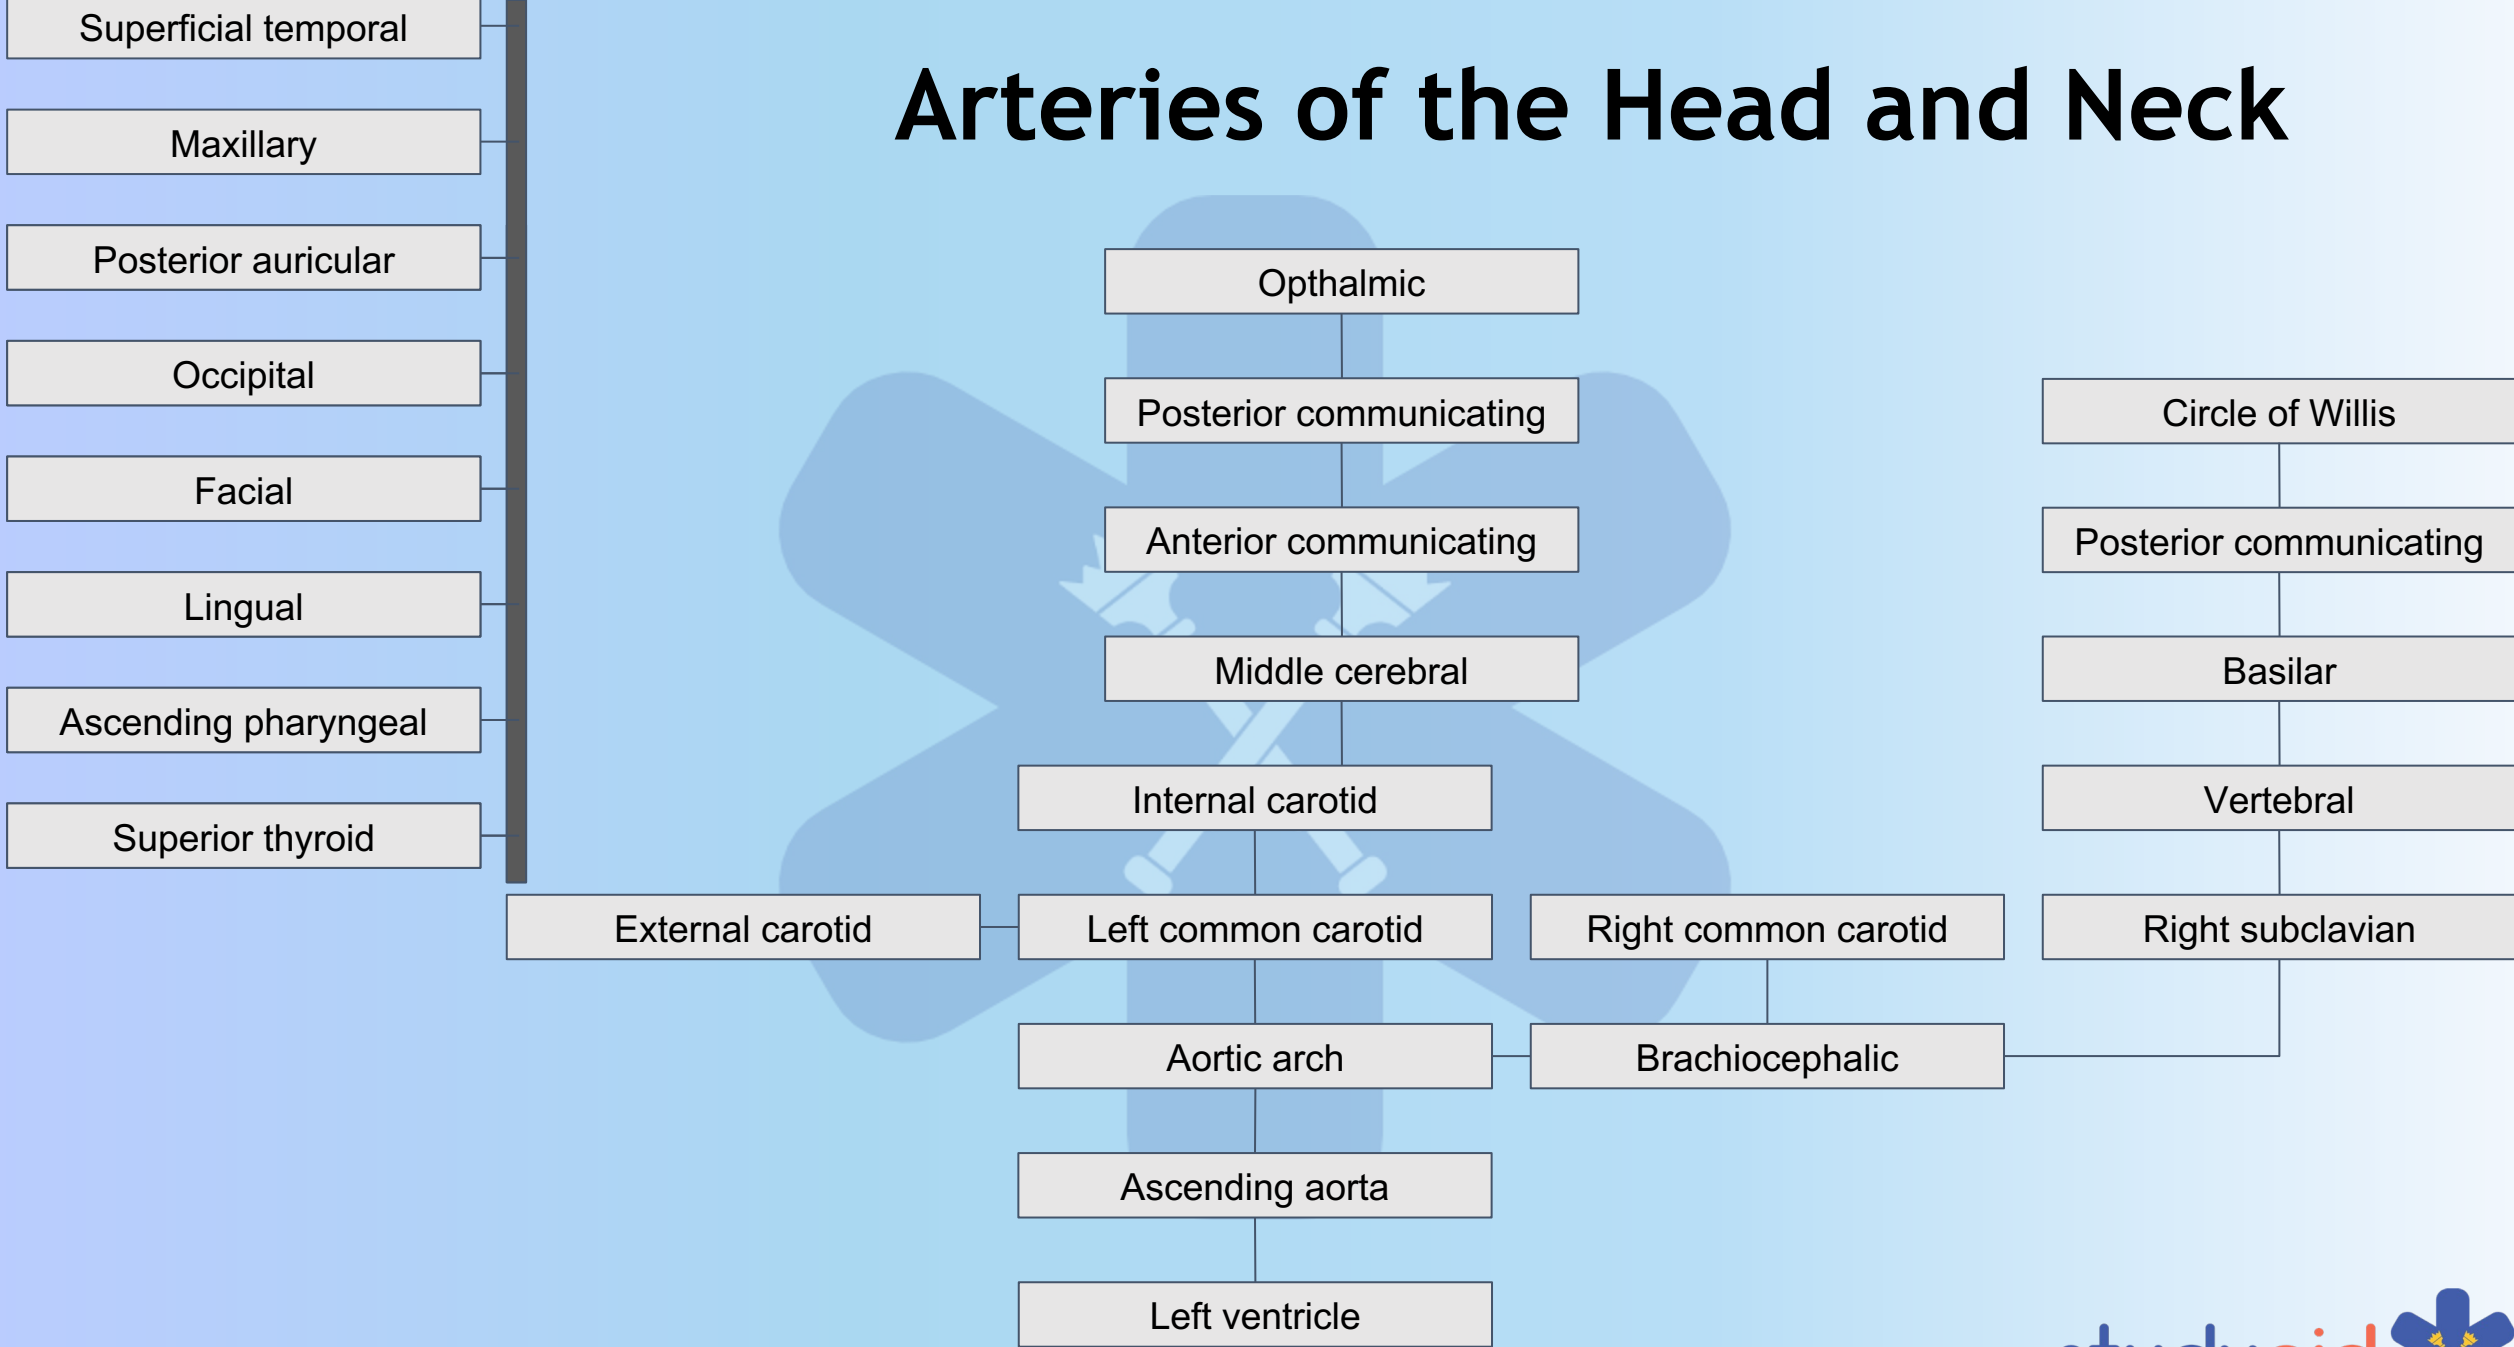 Arteries of the Head and Neck
Superficial temporal
Maxillary
Posterior auricular
Occipital
Facial
Lingual
Ascending pharyngeal
Superior thyroid
Opthalmic
Posterior communicating
Anterior communicating
Middle cerebral
Internal carotid
Circle of Willis
Posterior communicating
Basilar
Vertebral
External carotid
Left common carotid
Right common carotid
Right subclavian
Aortic arch
Brachiocephalic
Ascending aorta
Left ventricle
studyaid